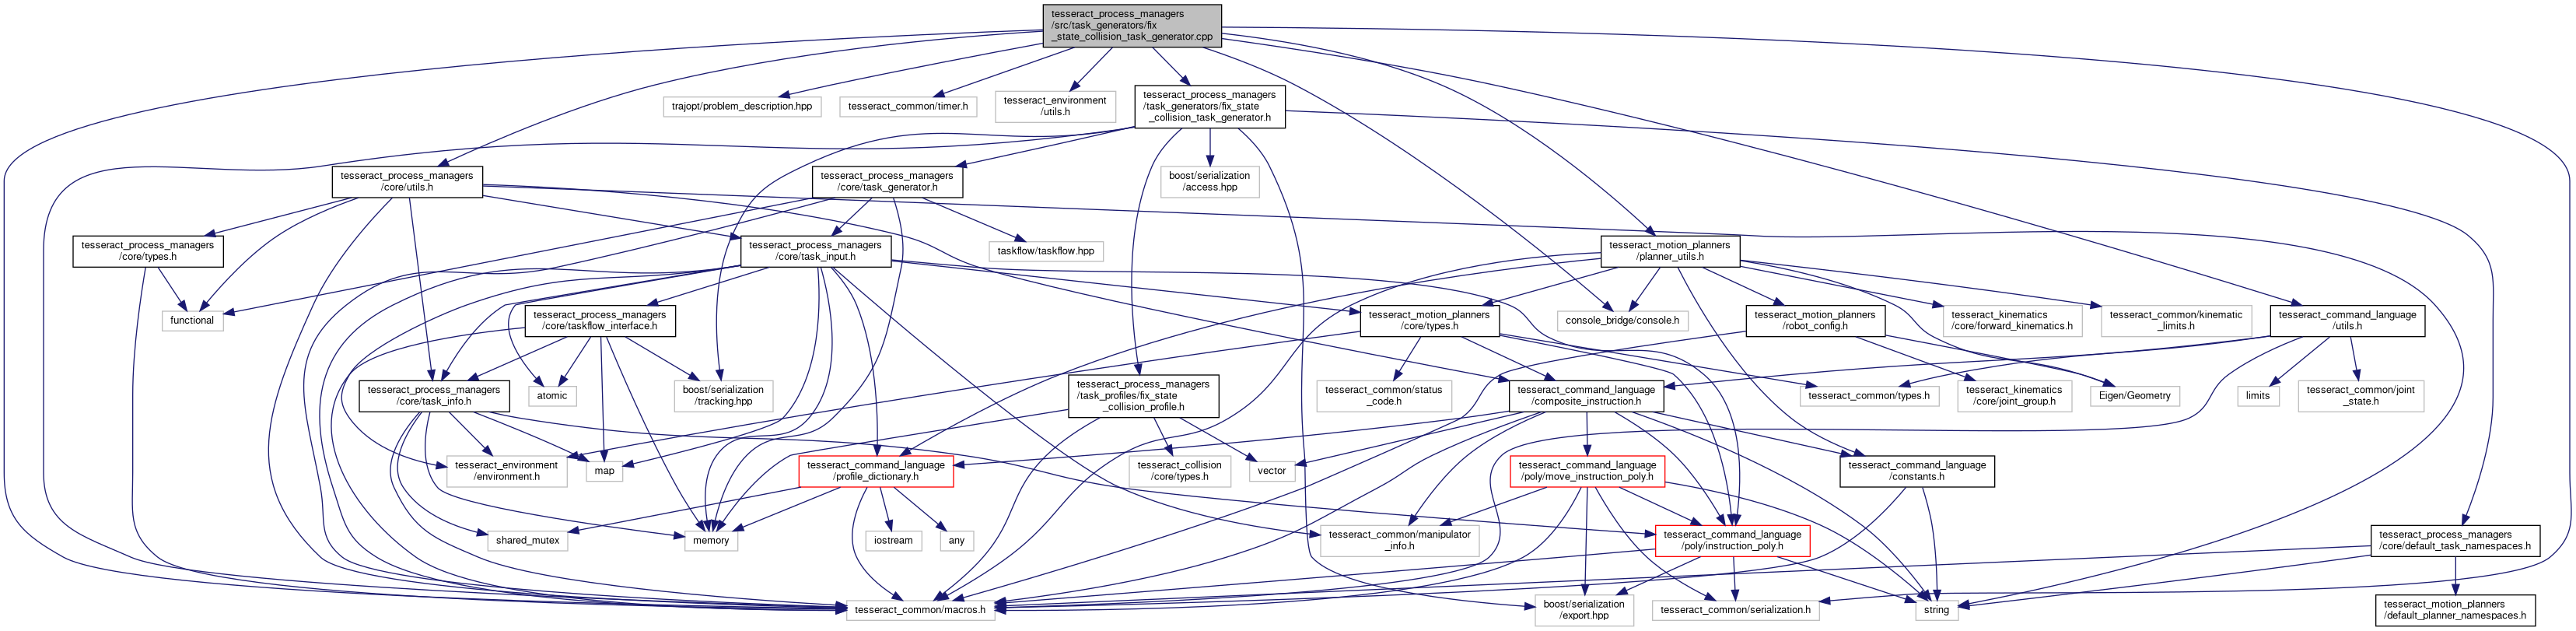 tesseract_process_managers
/src/task_generators/fix
_state_collision_task_generator.cpp
trajopt/problem_description.hpp
tesseract_common/timer.h
tesseract_environment
/utils.h
tesseract_process_managers
/task_generators/fix_state
_collision_task_generator.h
tesseract_process_managers
/core/utils.h
tesseract_process_managers
/core/task_generator.h
boost/serialization
/access.hpp
tesseract_process_managers
/core/types.h
tesseract_process_managers
/core/task_input.h
taskflow/taskflow.hpp
tesseract_motion_planners
/planner_utils.h
functional
tesseract_process_managers
/core/taskflow_interface.h
tesseract_motion_planners
/core/types.h
console_bridge/console.h
tesseract_motion_planners
/robot_config.h
tesseract_kinematics
/core/forward_kinematics.h
tesseract_common/kinematic
_limits.h
tesseract_command_language
/utils.h
tesseract_process_managers
/core/task_info.h
atomic
boost/serialization
/tracking.hpp
tesseract_process_managers
/task_profiles/fix_state
_collision_profile.h
tesseract_common/status
_code.h
tesseract_command_language
/composite_instruction.h
tesseract_common/types.h
tesseract_kinematics
/core/joint_group.h
Eigen/Geometry
limits
tesseract_common/joint
_state.h
tesseract_environment
/environment.h
map
tesseract_command_language
/profile_dictionary.h
tesseract_collision
/core/types.h
vector
tesseract_command_language
/poly/move_instruction_poly.h
tesseract_command_language
/constants.h
shared_mutex
memory
iostream
any
tesseract_common/manipulator
_info.h
tesseract_command_language
/poly/instruction_poly.h
tesseract_process_managers
/core/default_task_namespaces.h
tesseract_common/macros.h
boost/serialization
/export.hpp
tesseract_common/serialization.h
string
tesseract_motion_planners
/default_planner_namespaces.h